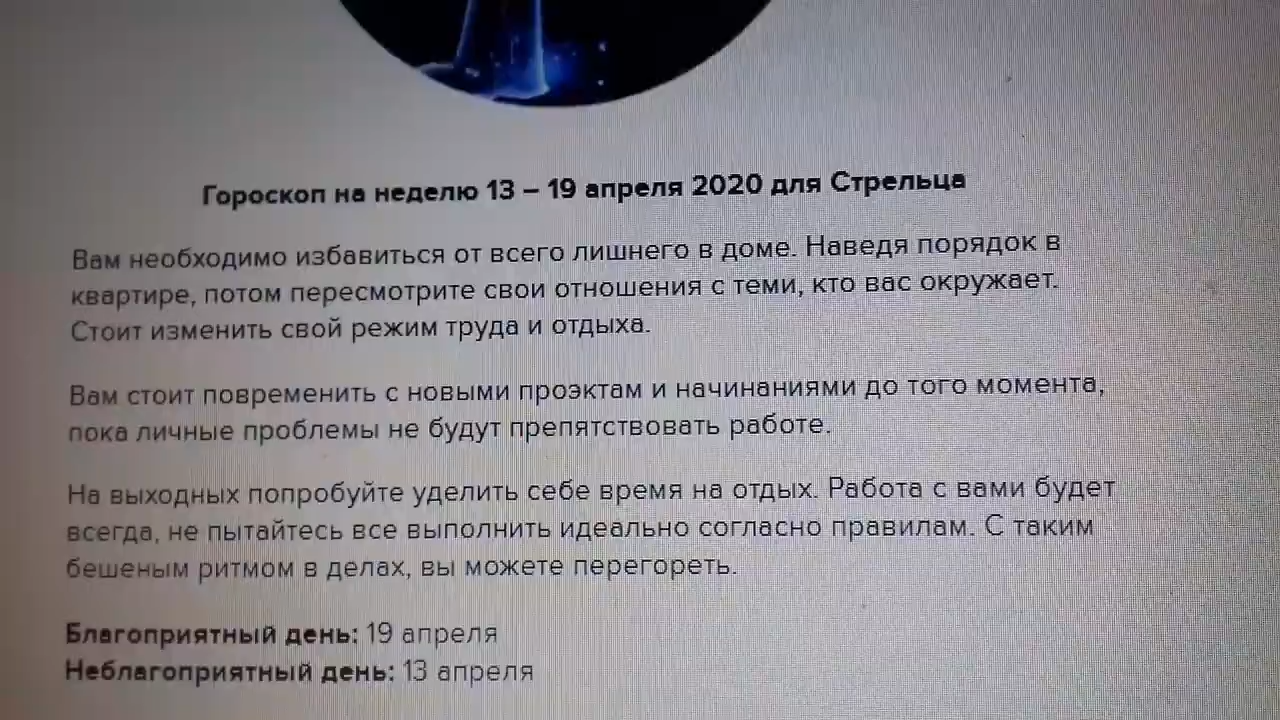 Гороскоп на неделю 13 – 19 апреля 2020 для Стрельца
Вам необходимо избавиться от всего лишнего в доме. Наведя порядок в
квартире, потом пересмотрите свои отношения с теми, кто вас окружает.
Стоит изменить свой режим труда и отдыха.
Вам стоит повременить с новыми проэктам и начинаниями до того момента,
пока личные проблемы не будут препятствовать работе.
На выходных попробуйте уделить себе время на отдых. Работа с вами будет
всегда, не пытайтесь все выполнить идеально согласно правилам. С таким
бешеным ритмом в делах, вы можете перегореть.
Благоприятный день: 19 апреля
Неблагоприятный день: 13 апреля